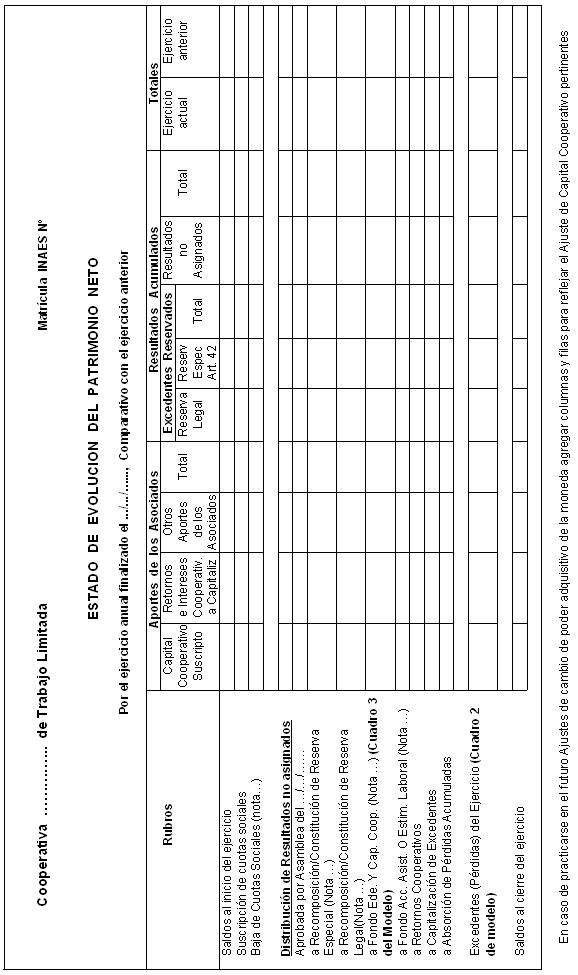 Cooperativa ................. de Trabajo Limitada Matrícula INAES Nº
ESTADO DE EVOLUCION DEL PATRIMONIO NETO
Por el ejercicio anual finalizado el .../.../......, Comparativo con el ejercicio anterior
Rubros
Aportes de los Asociados
Resultados Acumulados
Totales
Capital
Cooperativo
Suscripto
Retornos
e Intereses
Cooperativ.
a Capitaliz
Otros
Aportes
de los
Asociados
Total
Excedentes Reservados
Reserva
Legal
Reserv
Espec
Art. 42
Total
Resultados
no
Asignados
Total
Ejercicio
actual
Ejercicio
anterior
Saldos al inicio del ejercicio
Suscripción de cuotas sociales
Baja de Cuotas Sociales (nota...)
Distribución de Resultados no asignados
Aprobada por Asamblea del .../.../......
a Recomposición/Constitución de Reserva
Especial (Nota ...)
a Recomposición/Constitución de Reserva
Legal(Nota ...)
a Fondo Ede. Y Cap. Coop. (Nota ...) (Cuadro 3
del Modelo)
a Fondo Acc. Asist. O Estim. Laboral (Nota ...)
a Retornos Cooperativos
a Capitalización de Excedentes
a Absorción de Pérdidas Acumuladas
Excedentes (Pérdidas) del Ejercicio (Cuadro 2
de modelo)
Saldos al cierre del ejercicio
En caso de practicarse en el futuro Ajustes de cambio de poder adquisitivo de la moneda agregar columnas y filas para reflejar el Ajuste de Capital Cooperativo pertinentes